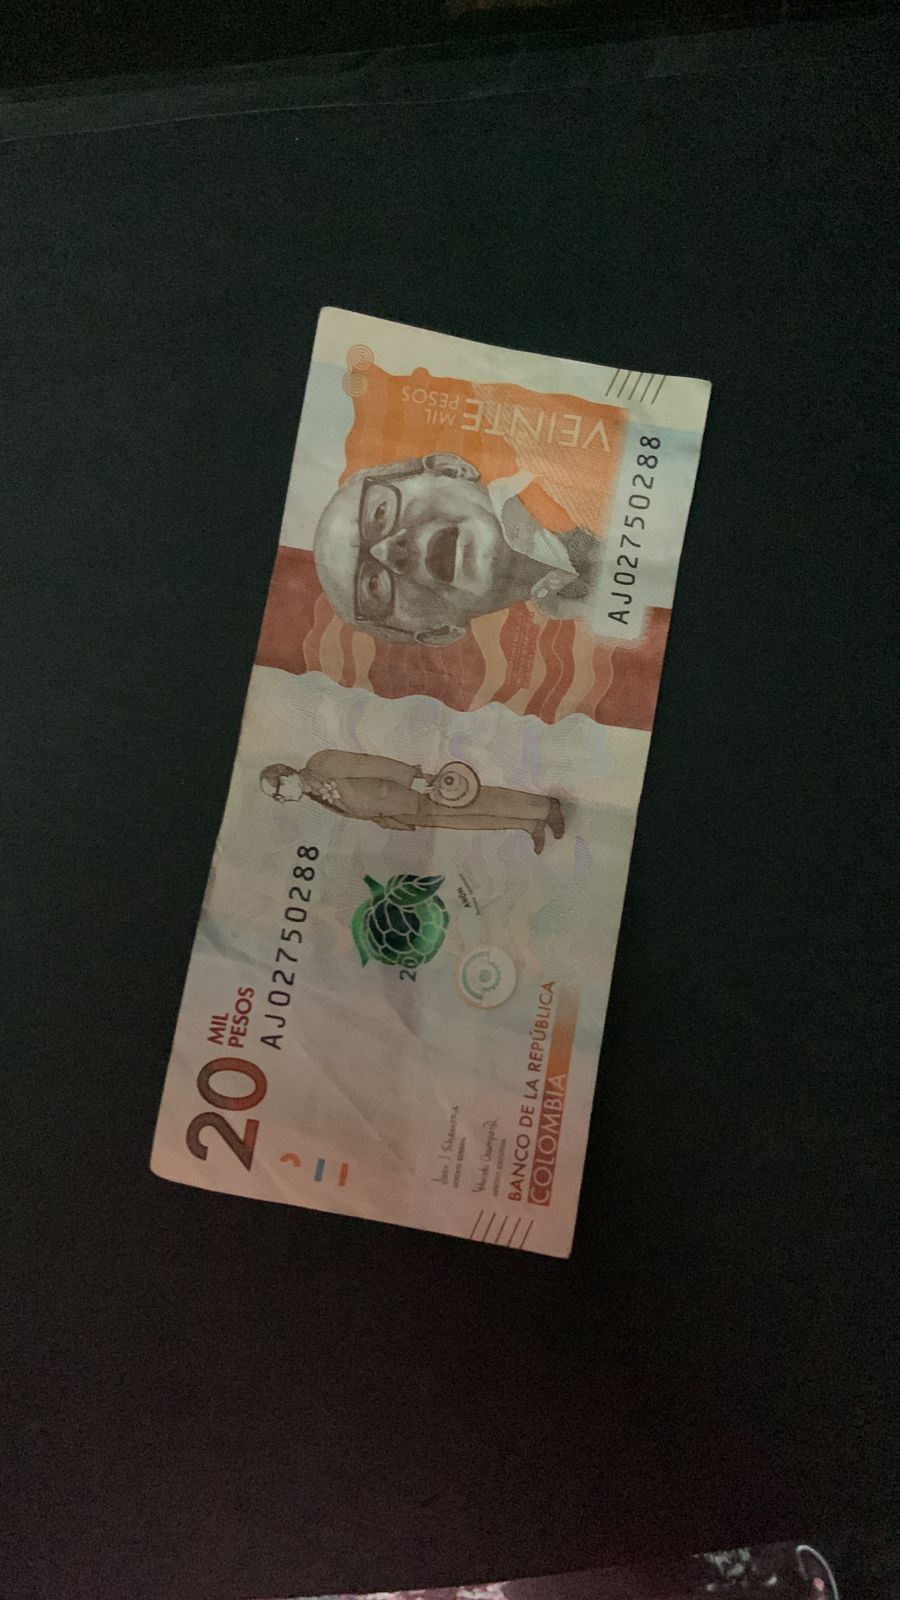 20 MIL
PESOS
AJ02750288
20
BANCO DE LA REPÚBLICA
COLOMBIA
VEINTE MIL
PESOS
AJ02750288